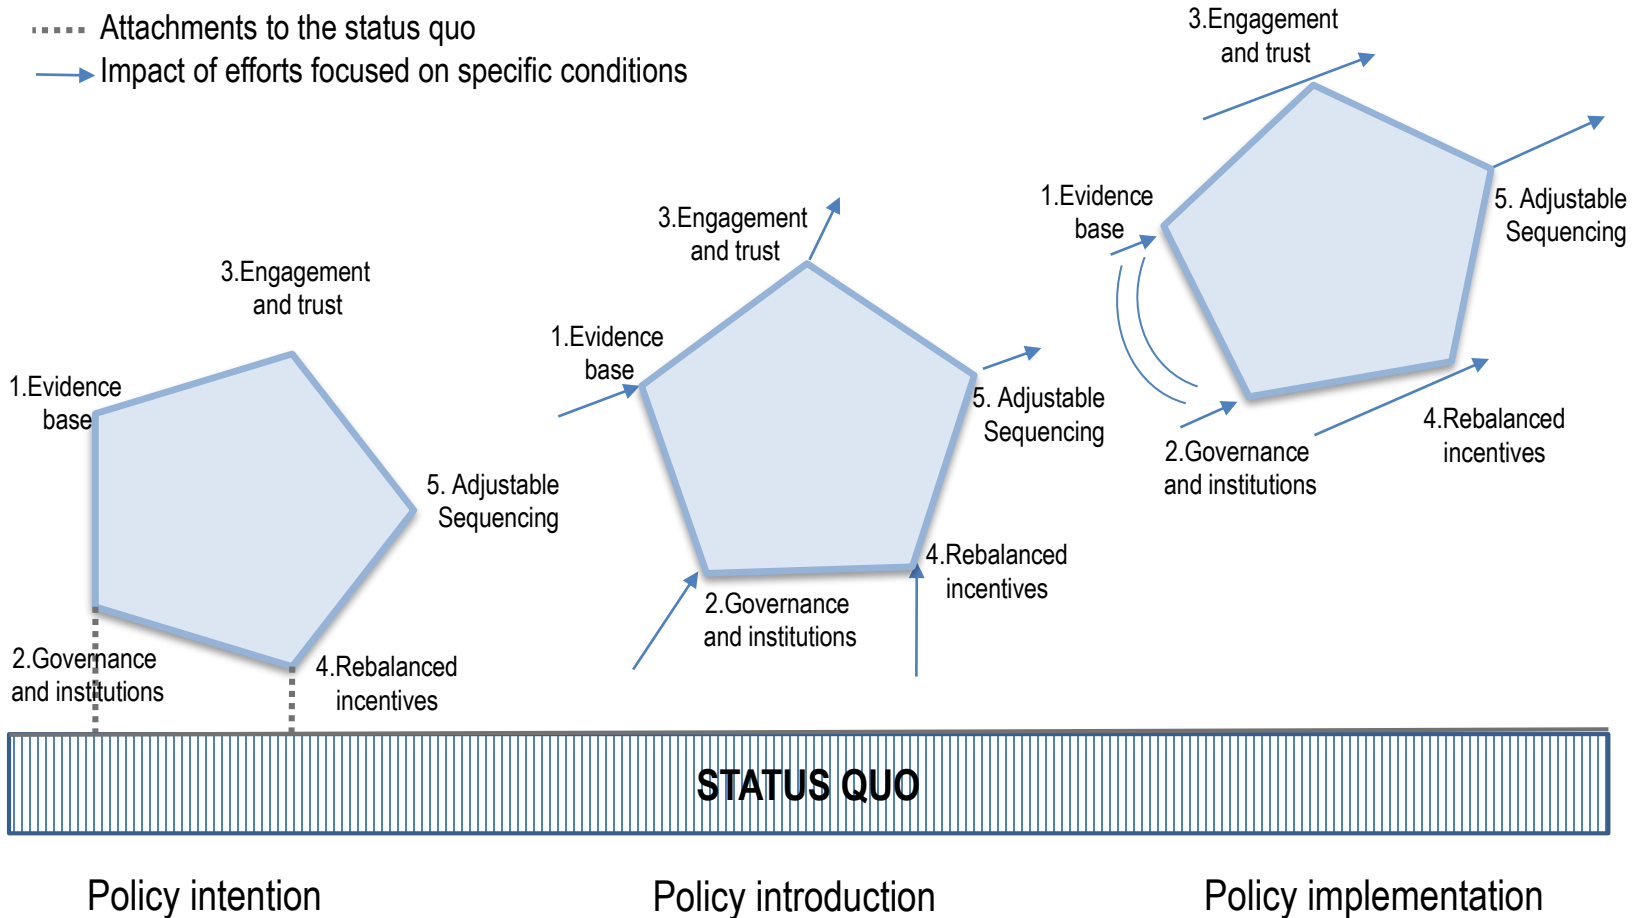 Attachments to the status quo
Impact of efforts focused on specific conditions
1.Evidence
base
3.Engagement
and trust
5. Adjustable
Sequencing
2.Governance
and institutions
4.Rebalanced
incentives
3.Engagement
and trust
1.Evidence
base
5. Adjustable
Sequencing
4.Rebalanced
incentives
2.Governance
and institutions
3.Engagement
and trust
1.Evidence
base
5. Adjustable
Sequencing
4.Rebalanced
incentives
2.Governance
and institutions
STATUS QUO
Policy intention
Policy introduction
Policy implementation